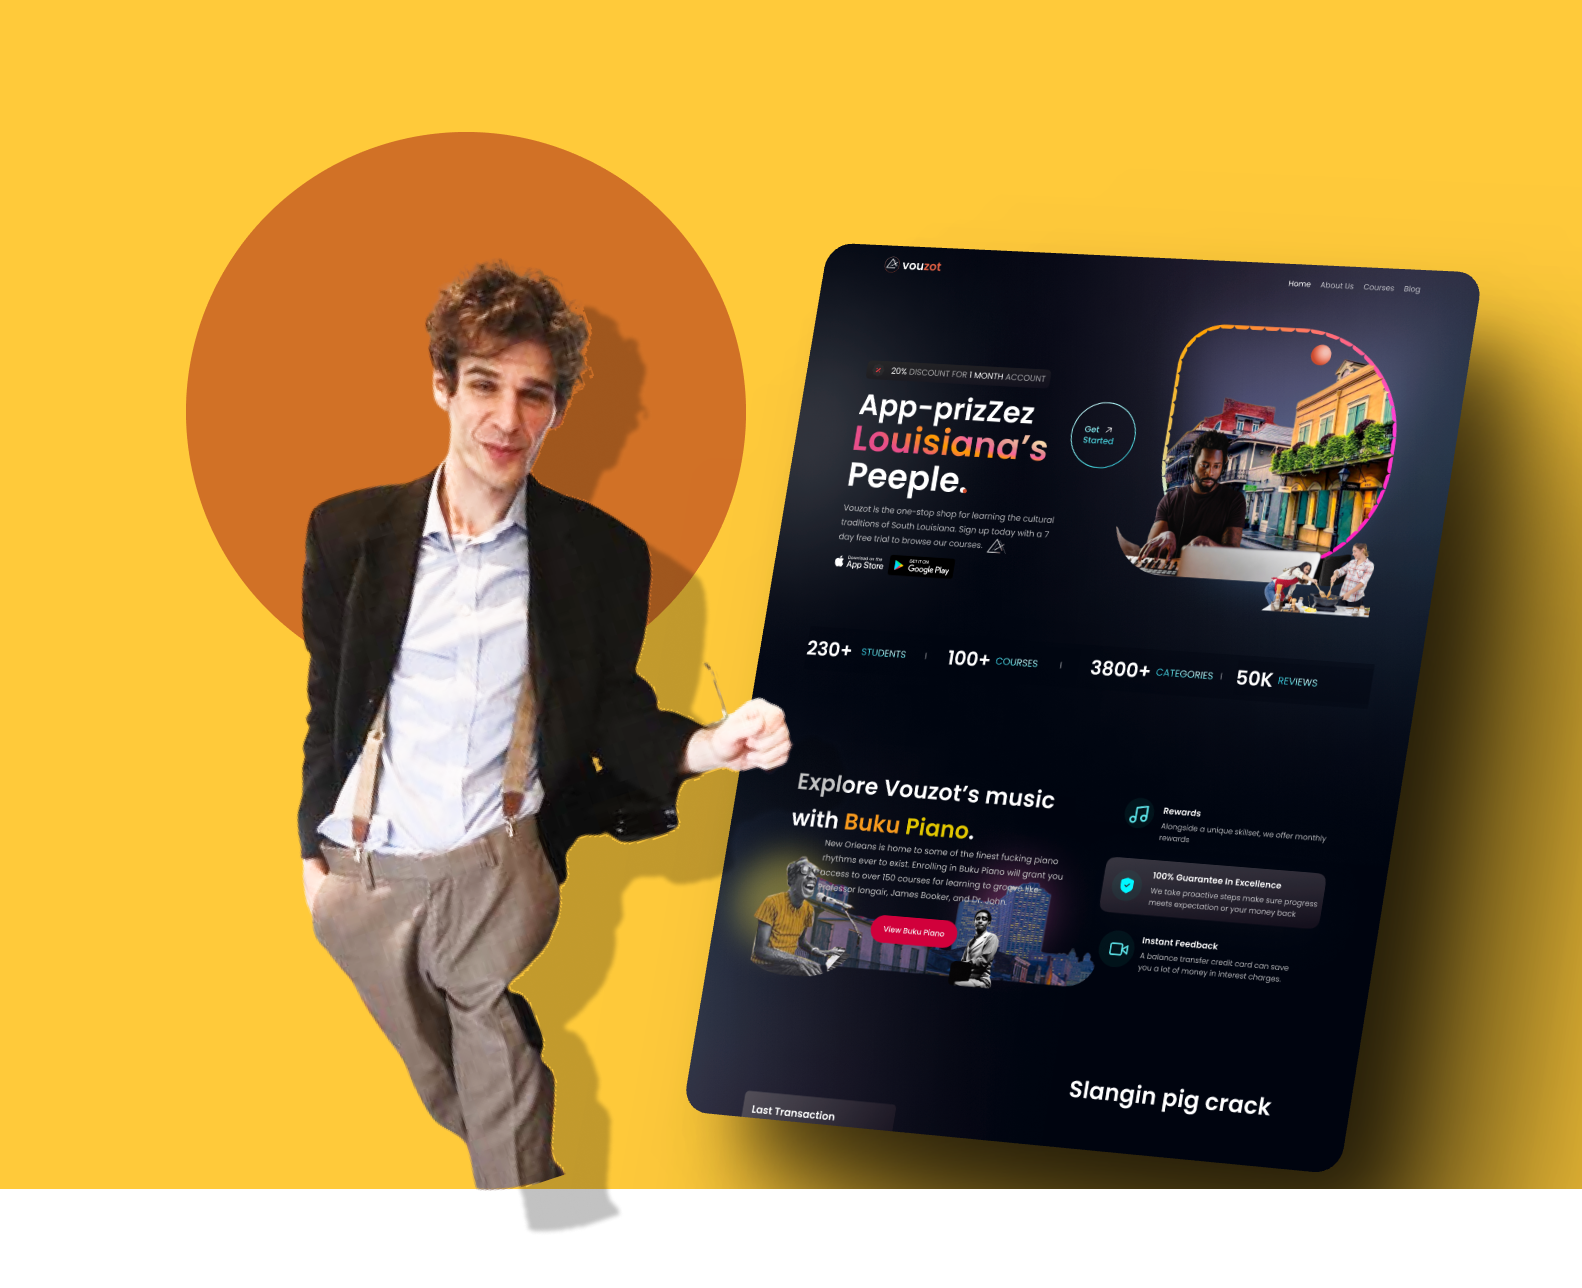 vouzot
Home About Us Courses Blog
20% DISCOUNT FOR 1 MONTH ACCOUNT
App-prizZez
Louisiana's
Peeple.
Get
Started
Vouzot is the one-stop shop for learning the cultural
traditions of South Louisiana. Sign up today with a 7
day free trial to browse our courses.
Download on the
App Store
GET IT ON
Google Play
230+ STUDENTS
100+ COURSES
3800+ CATEGORIES
50K REVIEWS
Explore Vouzot's music
with Buku Piano.
New Orleans is home to some of the finest fucking piano
rhythms ever to exist. Enrolling in Buku Piano will grant you
access to over 150 courses for learning to groove like
Professor longair, James Booker, and Dr. John.
View Buku Piano
Rewards
Alongside a unique skillset, we offer monthly
rewards
100% Guarantee in Excellence
We take proactive steps make sure progress
meets expectation or your money back
Instant Feedback
A balance transfer credit card can save
you a lot of money in interest charges.
Slangin pig crack
Last Transaction